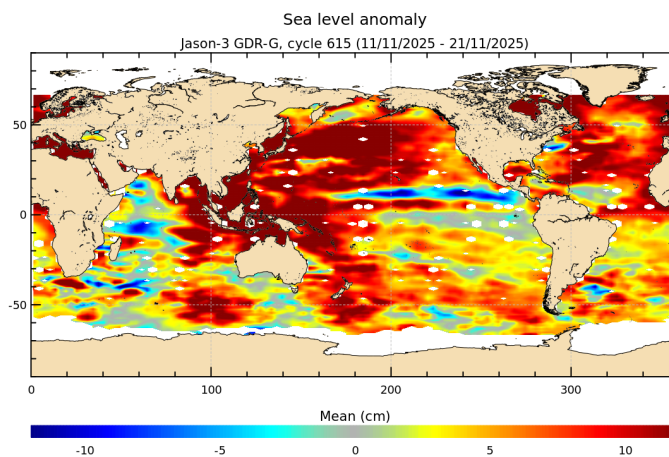 Sea level anomaly
Jason-3 GDR-G, cycle 615 (11/11/2025 - 21/11/2025)
50
0
-50
0 100 200 300
Mean (cm)
-10 -5 0 5 10